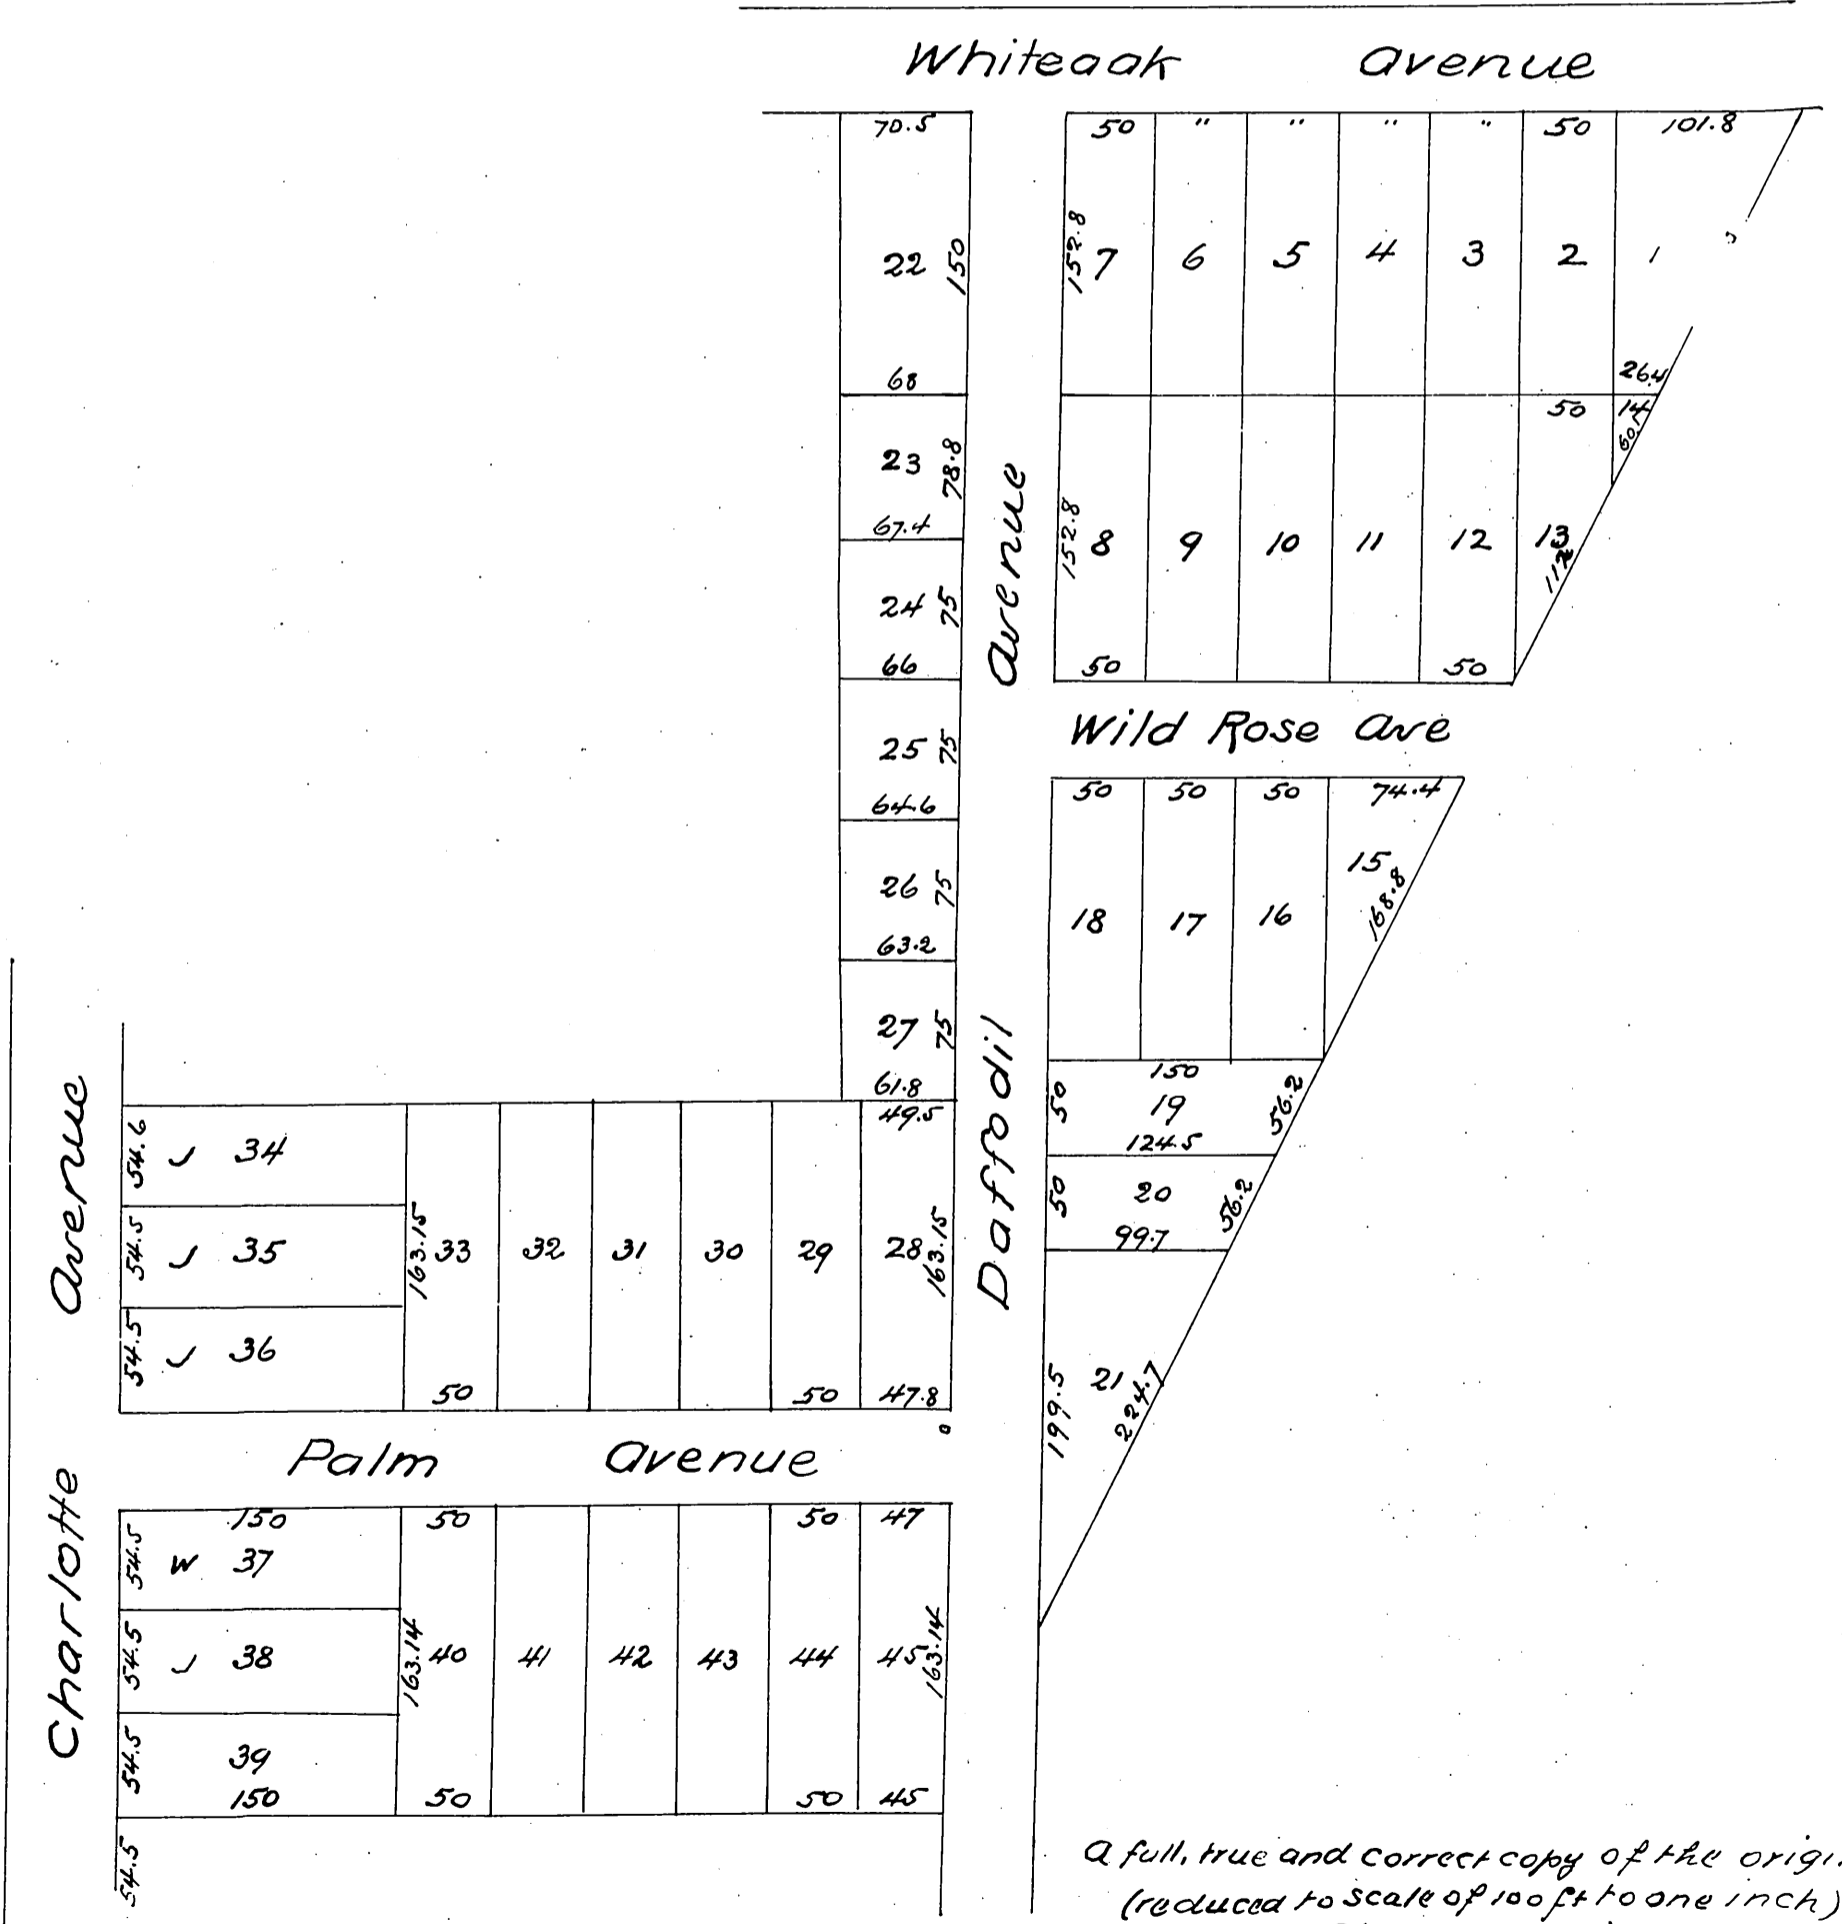 Whiteoak avenue
70.5
50 " " " " 50 101.8
22 150
152.8
7 6 5 4 3 2 1
68
26.4
23 78.8
67.4
50 14
60.1
24 75
66
152.8
8 9 10 11 12 13
50 50
Wild Rose Ave
25 75
64.6
50 50 50 74.4
26 75
63.2
18 17 16 15
168.8
27 75
61.8
Daffodil avenue
150
50 19 56.2
124.5
50 20 56.2
99.7
199.5 21 224.7
49.5
54.6 34
54.5 35
54.5 36
163.15 33 32 31 30 29 28 163.15
50 50 47.8
Palm avenue
Charlotte Avenue
150 50 50 47
54.5 W 37
54.5 38
54.5 39
150
163.14 40 41 42 43 44 45 163.14
50 50 45
54.5
A full, true and correct copy of the origi
(reduced to scale of 100 ft to one inch)